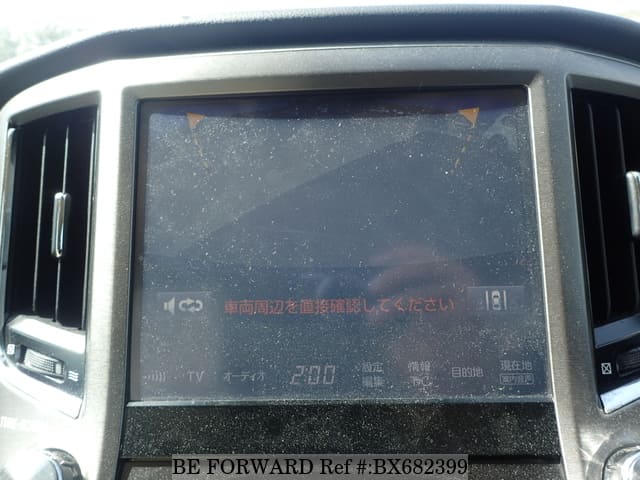 車両周辺を直接確認してください
TV オーディオ 2:00 設定 編集 情報 目的地 現在地
BE FORWARD Ref #:BX682399